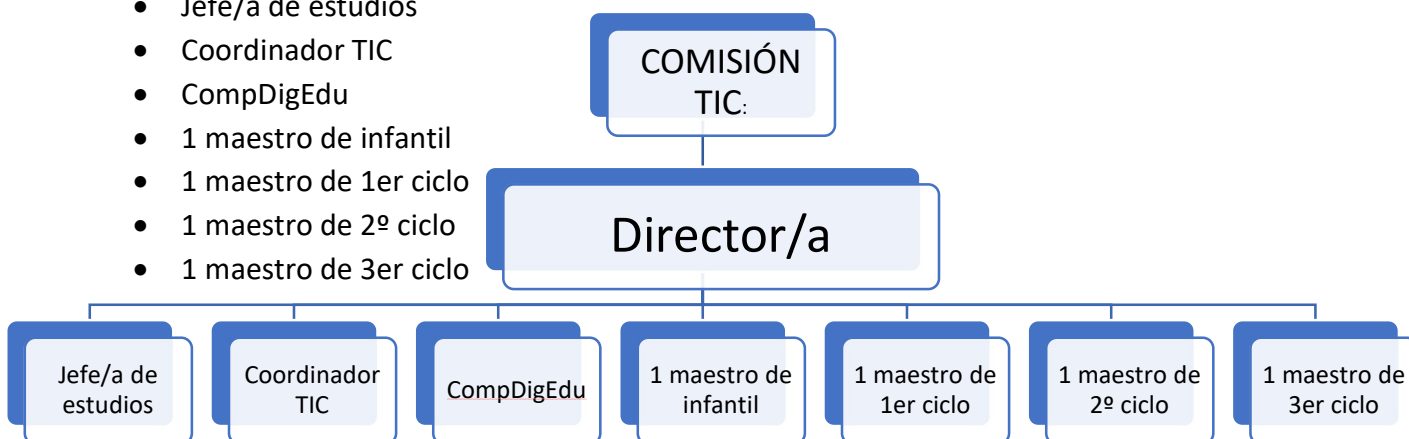 • Jefe/a de estudios
• Coordinador TIC
• CompDigEdu
• 1 maestro de infantil
• 1 maestro de 1er ciclo
• 1 maestro de 2º ciclo
• 1 maestro de 3er ciclo
COMISIÓN
TIC:
Director/a
Jefe/a de
estudios
Coordinador
TIC
CompDigEdu
1 maestro de
infantil
1 maestro de
1er ciclo
1 maestro de
2º ciclo
1 maestro de
3er ciclo